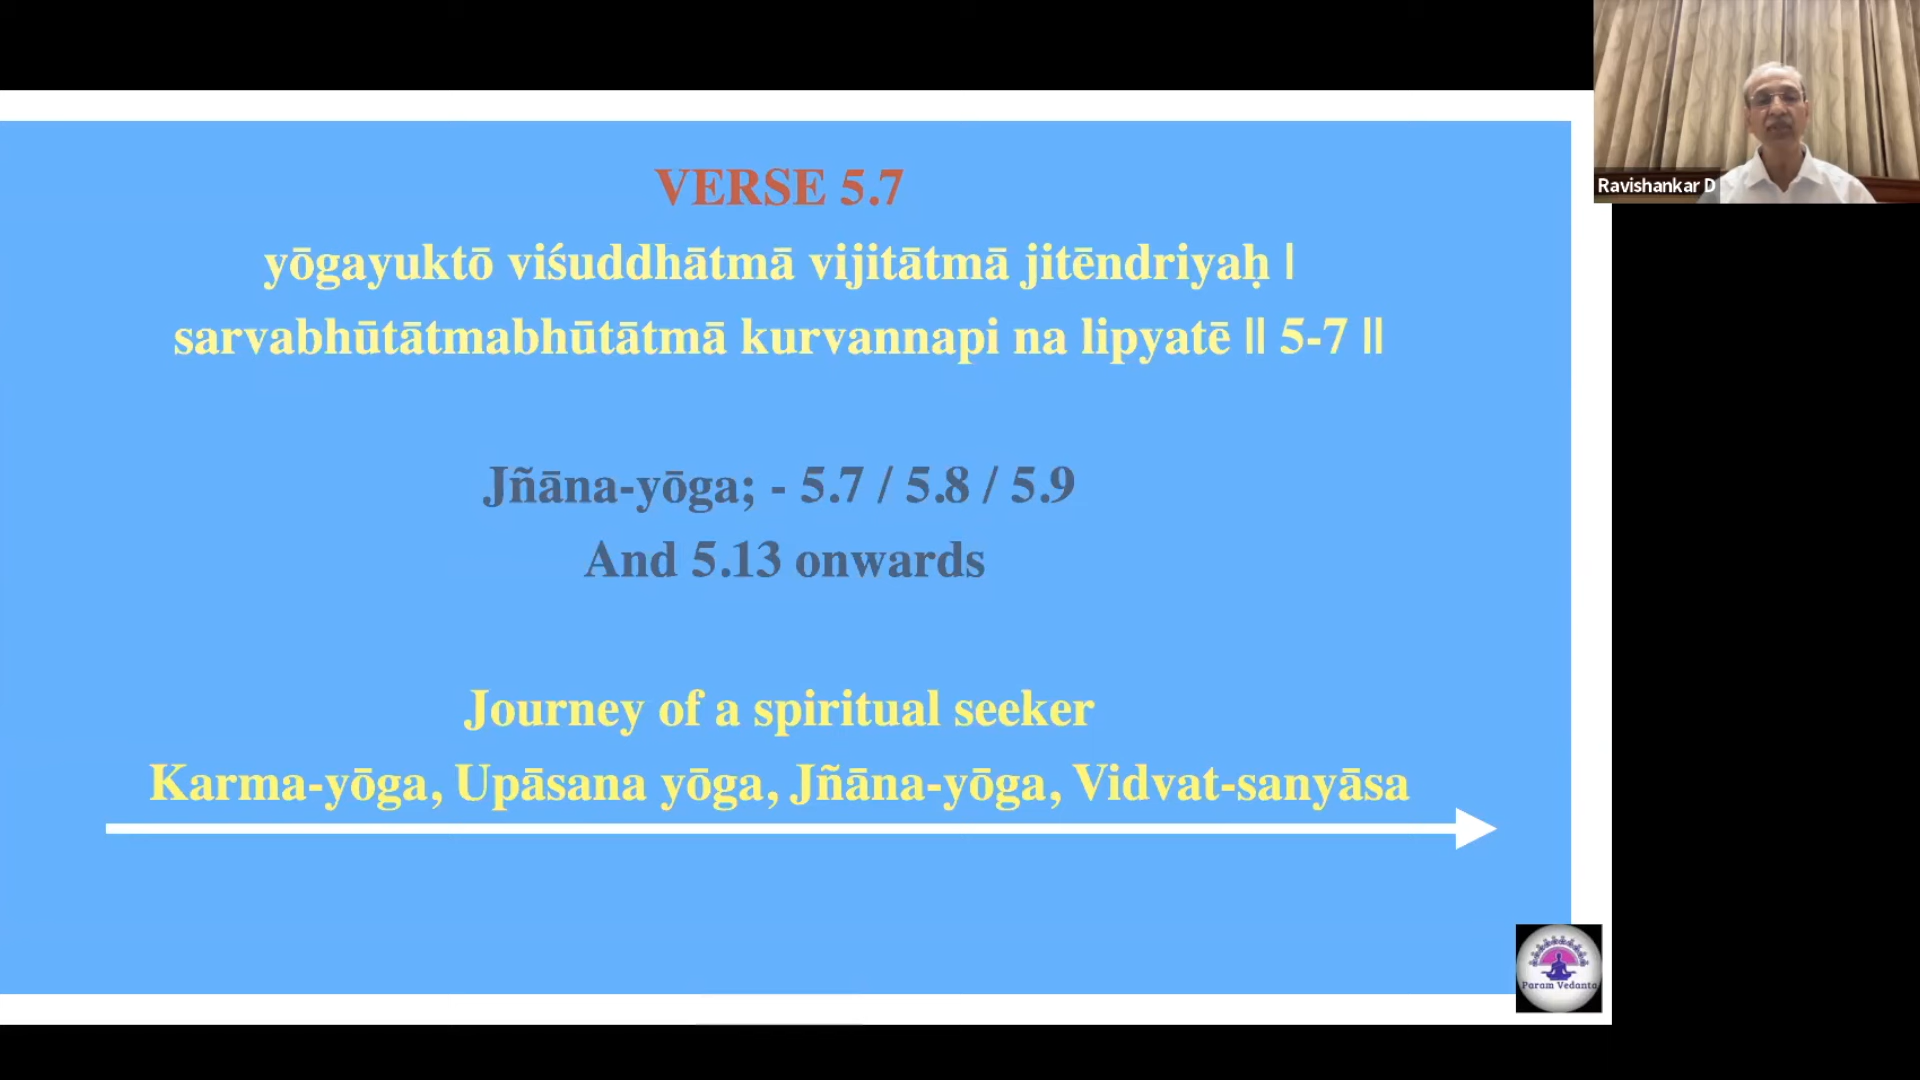 VERSE 5.7
yōgayuktō viśuddhātmā vijitātmā jitēndriyaḥ |
sarvabhūtātmabhūtātmā kurvannapi na lipyatē || 5-7 ||
Jñāna-yōga; - 5.7 / 5.8 / 5.9
And 5.13 onwards
Journey of a spiritual seeker
Karma-yōga, Upāsana yōga, Jñāna-yōga, Vidvat-sanyāsa
Ravishankar D
Param Vedanta